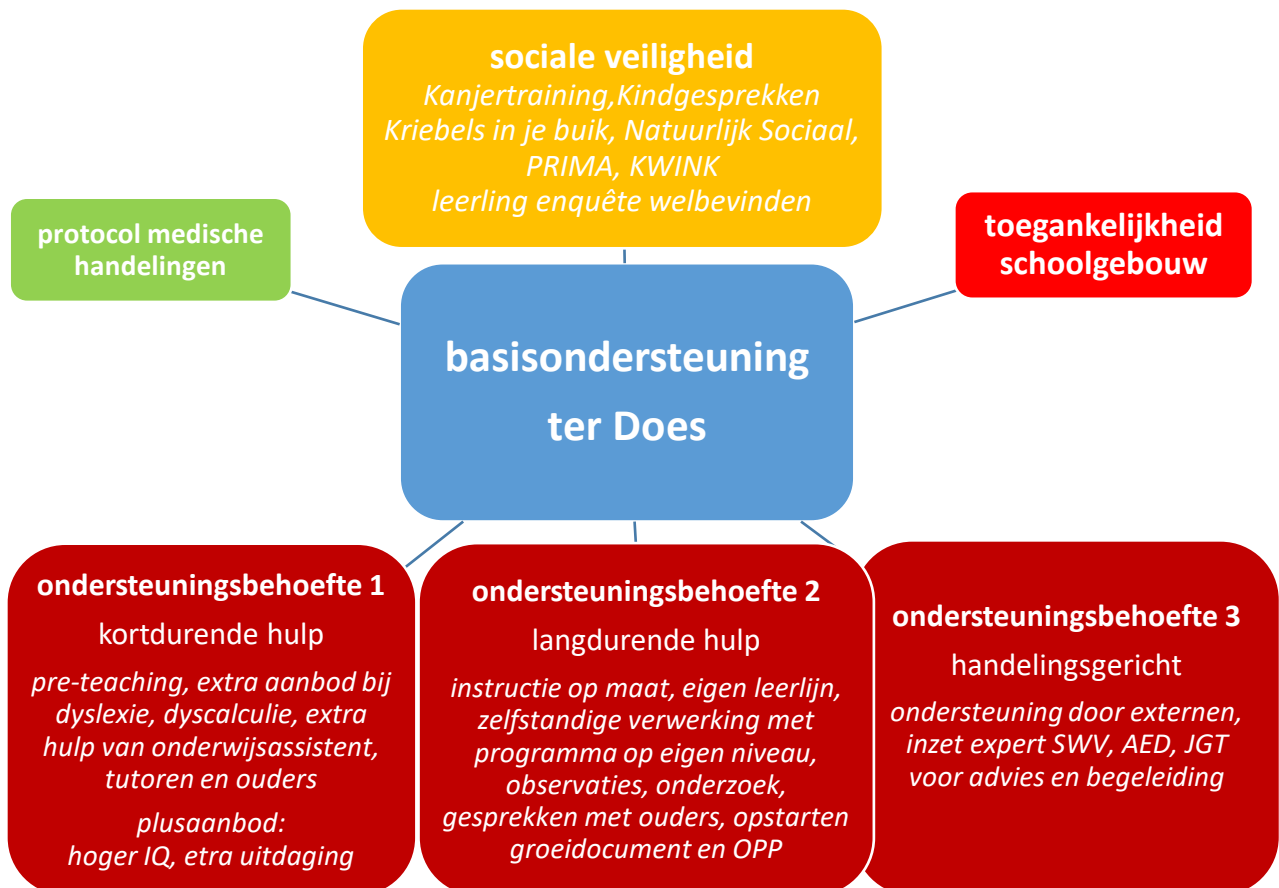 sociale veiligheid
Kanjertraining,Kindgesprekken
Kriebels in je buik, Natuurlijk Sociaal,
PRIMA, KWINK
leerling enquête welbevinden
protocol medische
handelingen
toegankelijkheid
schoolgebouw
basisondersteuning
ter Does
ondersteuningsbehoefte 1
kortdurende hulp
pre-teaching, extra aanbod bij
dyslexie, dyscalculie, extra
hulp van onderwijsassistent,
tutoren en ouders
plusaanbod:
hoger IQ, etra uitdaging
ondersteuningsbehoefte 2
langdurende hulp
instructie op maat, eigen leerlijn,
zelfstandige verwerking met
programma op eigen niveau,
observaties, onderzoek,
gesprekken met ouders, opstarten
groeidocument en OPP
ondersteuningsbehoefte 3
handelingsgericht
ondersteuning door externen,
inzet expert SWV, AED, JGT
voor advies en begeleiding